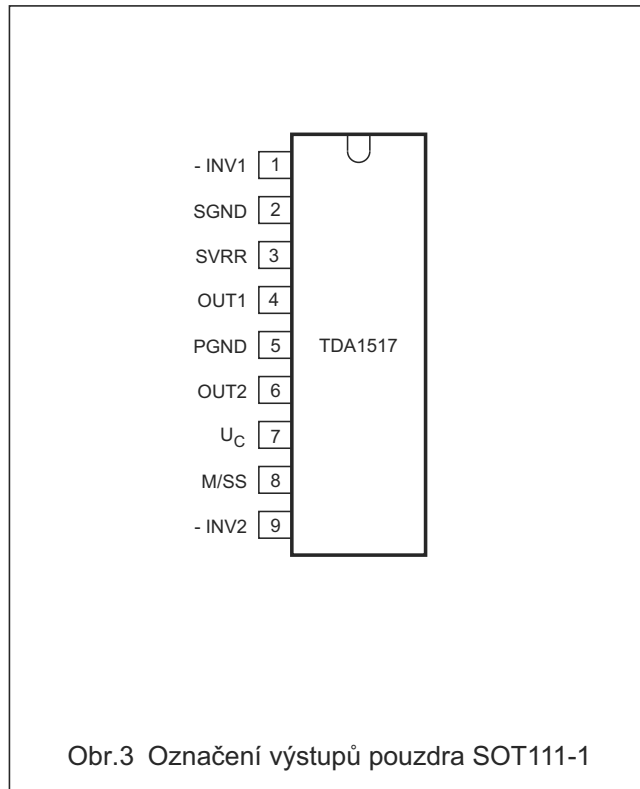 - INV1 1
SGND 2
SVRR 3
OUT1 4
PGND 5 TDA1517
OUT2 6
UC 7
M/SS 8
- INV2 9
Obr.3 Označení výstupů pouzdra SOT111-1